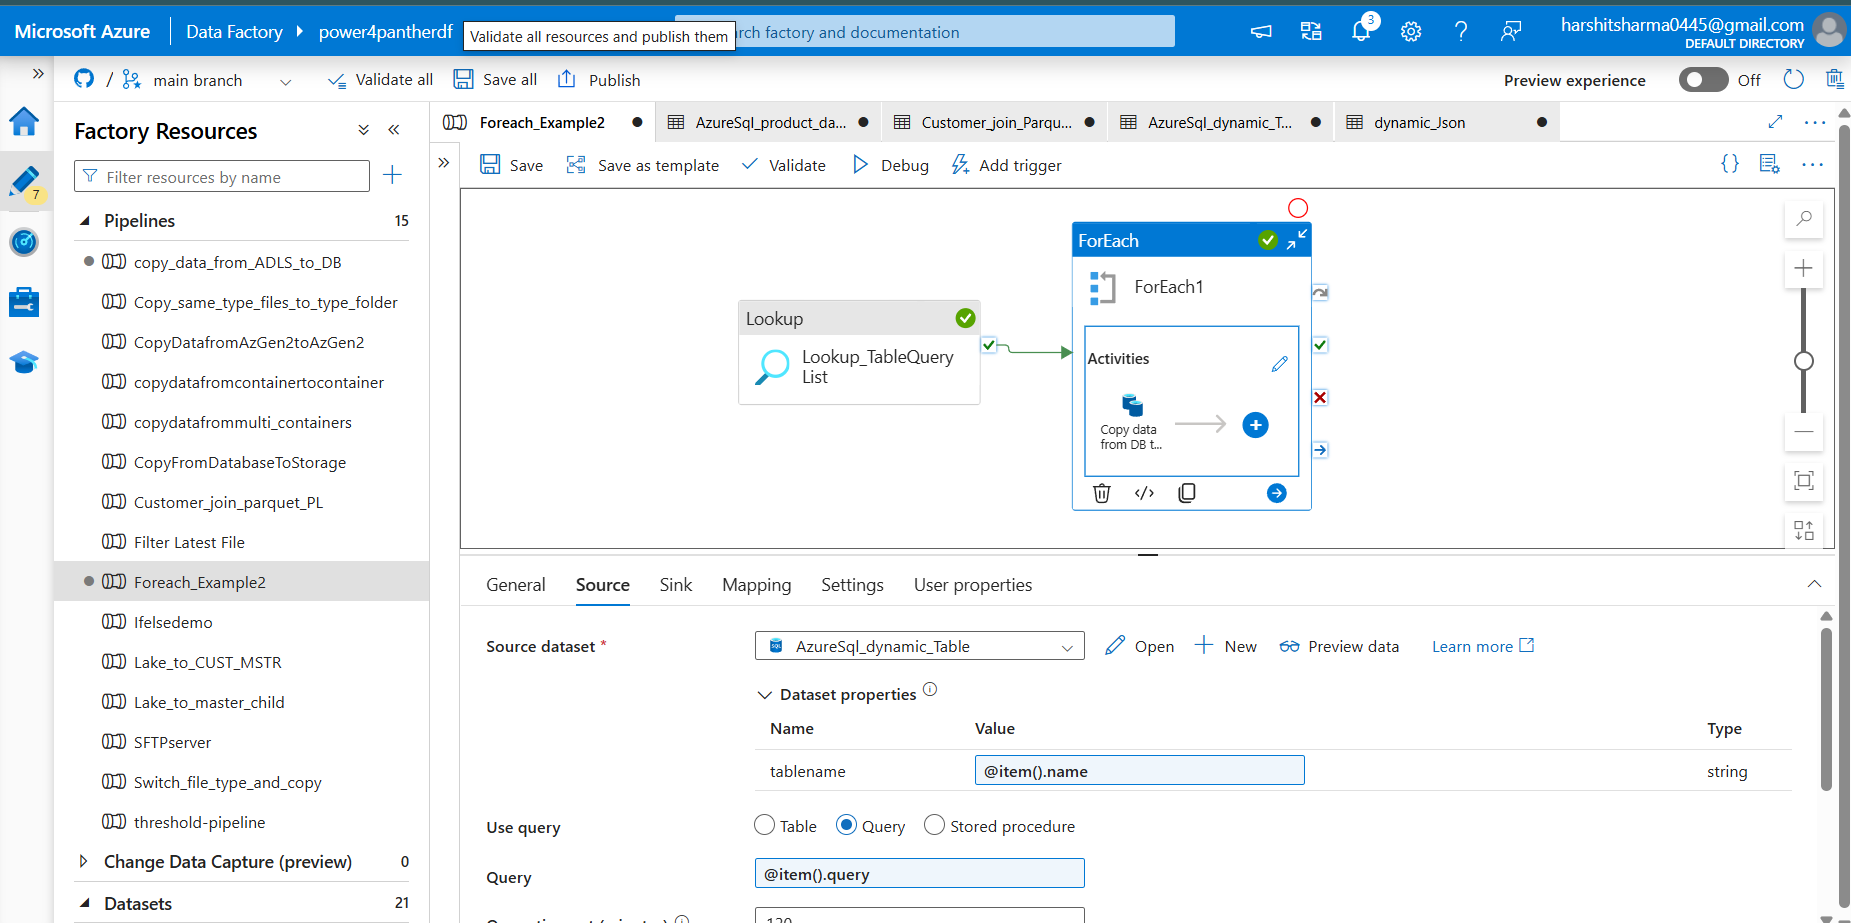 Microsoft Azure
Data Factory
power4pantherdf
Validate all resources and publish them
rch factory and documentation
3
harshitsharma0445@gmail.com
DEFAULT DIRECTORY
/
main branch
Validate all
Save all
Publish
Preview experience
Off
7
Factory Resources
Filter resources by name
Pipelines
15
copy_data_from_ADLS_to_DB
Copy_same_type_files_to_type_folder
CopyDatafromAzGen2toAzGen2
copydatafromcontainertocontainer
copydatafrommulti_containers
CopyFromDatabaseToStorage
Customer_join_parquet_PL
Filter Latest File
Foreach_Example2
Ifelsedemo
Lake_to_CUST_MSTR
Lake_to_master_child
SFTPserver
Switch_file_type_and_copy
threshold-pipeline
Change Data Capture (preview)
0
Datasets
21
Foreach_Example2
AzureSql_product_da...
Customer_join_Parqu...
AzureSql_dynamic_T...
dynamic_Json
Save
Save as template
Validate
Debug
Add trigger
{}
Lookup
Lookup_TableQuery
List
ForEach
ForEach1
Activities
Copy data
from DB t...
General
Source
Sink
Mapping
Settings
User properties
Source dataset *
AzureSql_dynamic_Table
Open
New
Preview data
Learn more
Dataset properties
Name
Value
Type
tablename
@item().name
string
Use query
Table
Query
Stored procedure
Query
@item().query
120